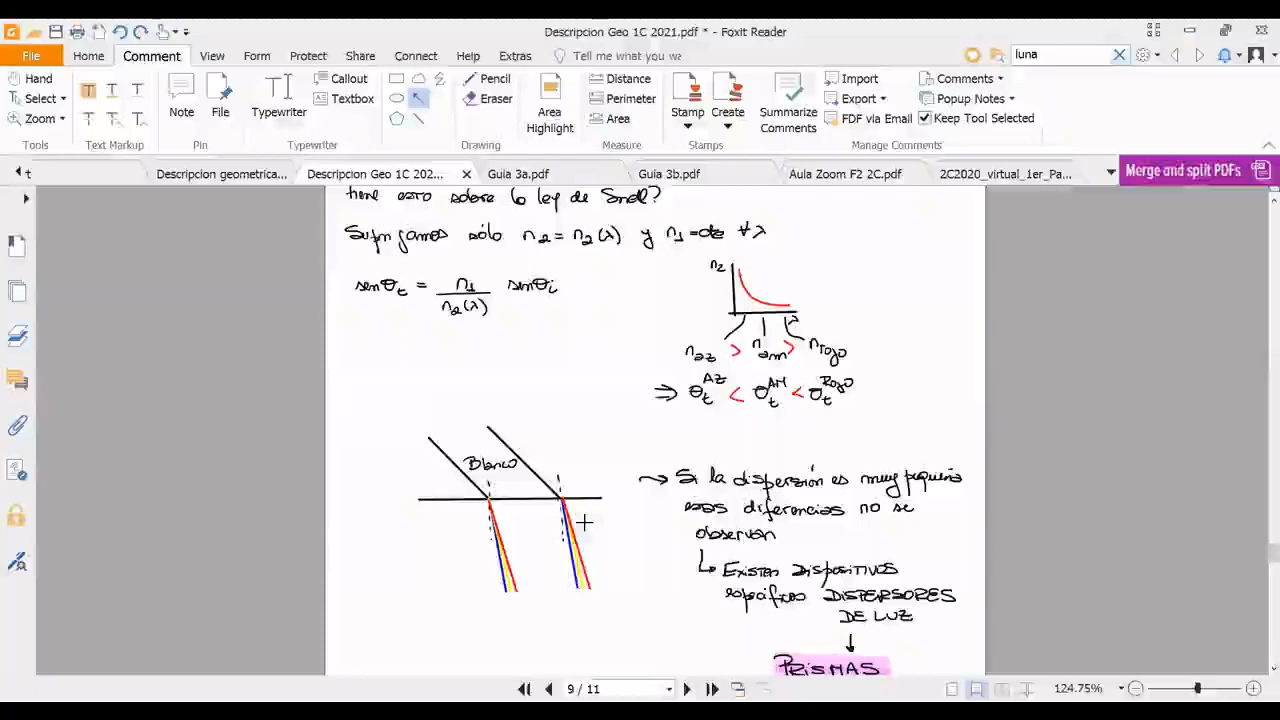 Descripcion Geo 1C 2021.pdf * - Foxit Reader
File Home Comment View Form Protect Share Connect Help Extras Tell me what you wa luna
Hand
Select
Zoom
Tools
Text Markup
Note
File
Pin
Typewriter
Typewriter
Callout
Textbox
Pencil
Eraser
Drawing
Area
Highlight
Distance
Perimeter
Area
Measure
Stamp
Create
Stamps
Summarize
Comments
Import
Export
FDF via Email
Comments
Popup Notes
Keep Tool Selected
Manage Comments
t Descripcion geometrica... Descripcion Geo 1C 202... Guia 3a.pdf Guia 3b.pdf Aula Zoom F2 2C.pdf 2C2020_virtual_1er_Pa... Merge and split PDFs
tiene esto sobre la ley de Snell?
Supongamos sólo n2 = n2(λ) y n1 = cte ∀λ
senθt = n1 / n2(λ) senθi
n2
λ
naz > nam > nrojo
⇒ θt^AZ < θt^AM < θt^Rojo
Blanco
→ Si la dispersión es muy pequeña
esas diferencias no se
observan
↳ Existen Dispositivos
específicos DISPERSORES
DE LUZ
↓
PRISMAS
9 / 11
124.75%